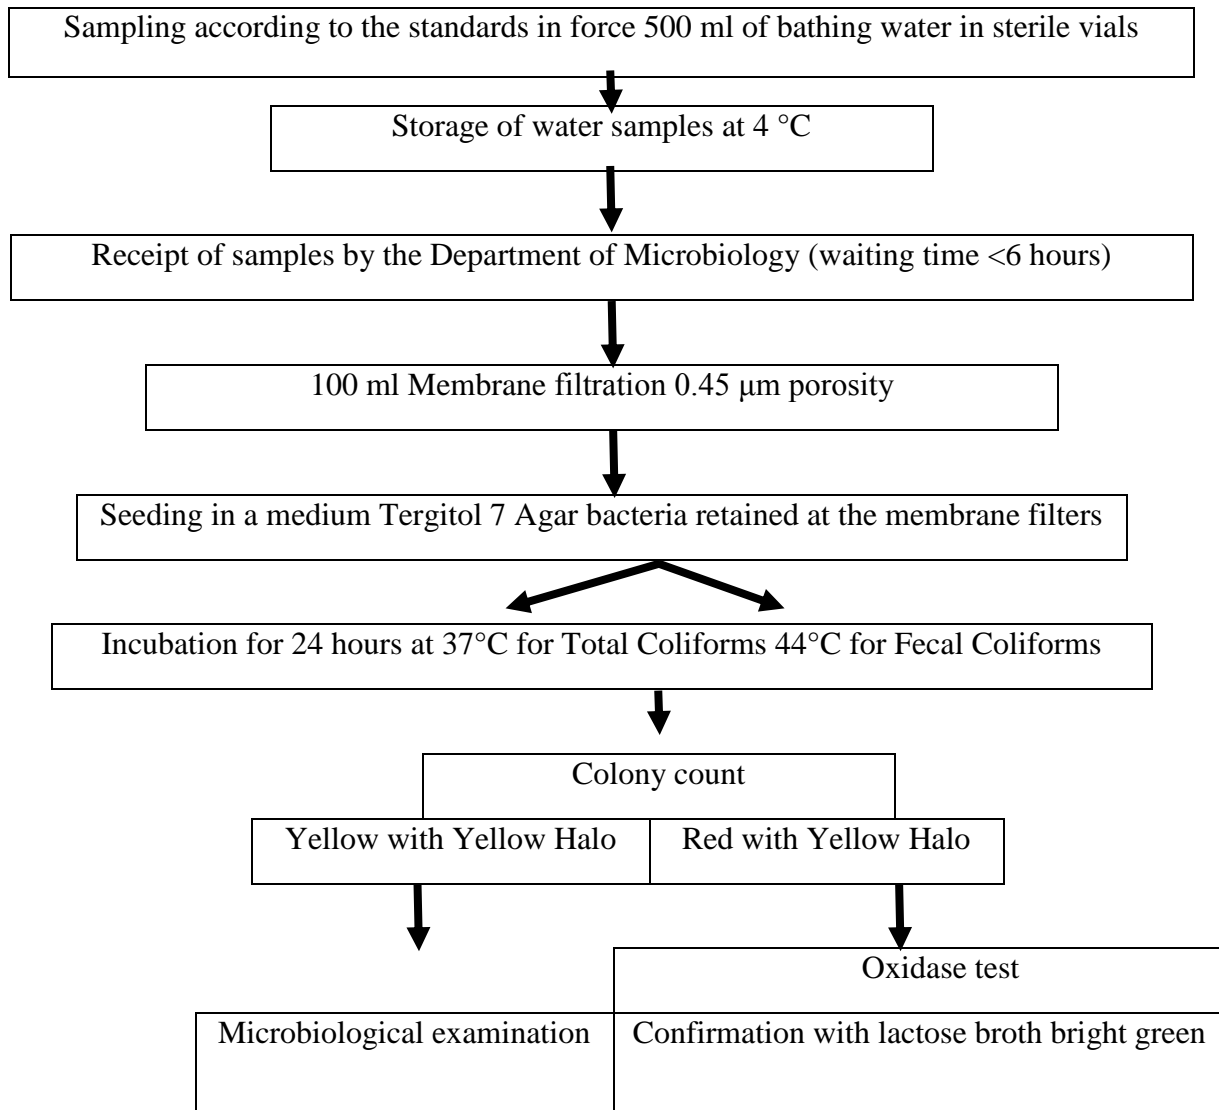 Sampling according to the standards in force 500 ml of bathing water in sterile vials
Storage of water samples at 4 °C
Receipt of samples by the Department of Microbiology (waiting time <6 hours)
100 ml Membrane filtration 0.45 μm porosity
Seeding in a medium Tergitol 7 Agar bacteria retained at the membrane filters
Incubation for 24 hours at 37°C for Total Coliforms 44°C for Fecal Coliforms
Colony count
Yellow with Yellow Halo
Red with Yellow Halo
Oxidase test
Microbiological examination
Confirmation with lactose broth bright green